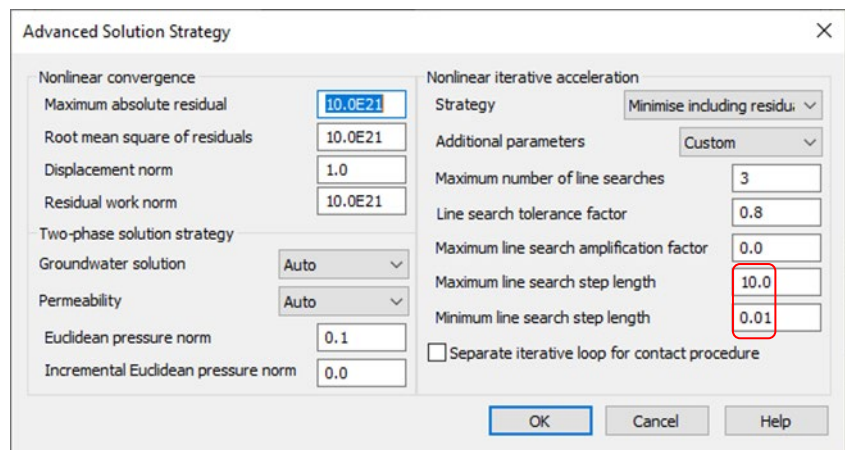 Advanced Solution Strategy
Nonlinear convergence
Maximum absolute residual 10.0E21
Root mean square of residuals 10.0E21
Displacement norm 1.0
Residual work norm 10.0E21
Two-phase solution strategy
Groundwater solution Auto
Permeability Auto
Euclidean pressure norm 0.1
Incremental Euclidean pressure norm 0.0
Nonlinear iterative acceleration
Strategy Minimise including residu
Additional parameters Custom
Maximum number of line searches 3
Line search tolerance factor 0.8
Maximum line search amplification factor 0.0
Maximum line search step length 10.0
Minimum line search step length 0.01
Separate iterative loop for contact procedure
OK Cancel Help